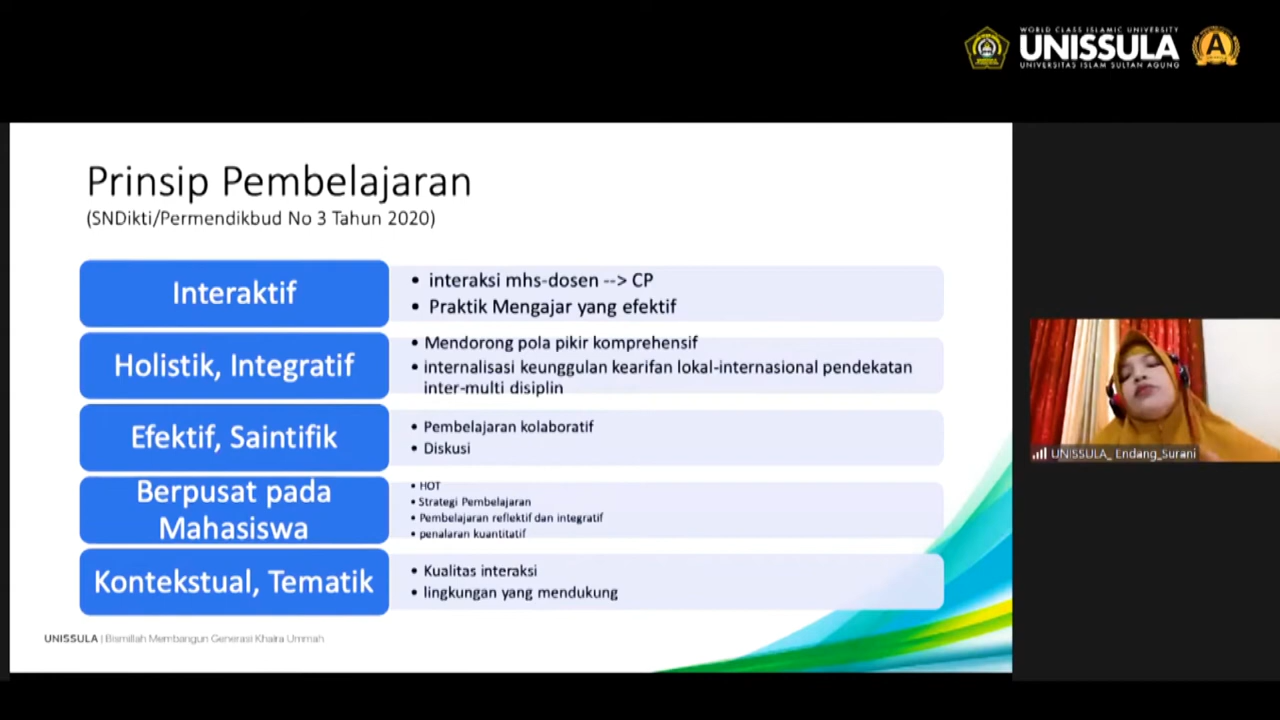 WORLD CLASS ISLAMIC UNIVERSITY
UNISSULA
UNIVERSITAS ISLAM SULTAN AGUNG
A
Prinsip Pembelajaran
(SNDikti/Permendikbud No 3 Tahun 2020)
Interaktif
• interaksi mhs-dosen --> CP
• Praktik Mengajar yang efektif
Holistik, Integratif
• Mendorong pola pikir komprehensif
• internalisasi keunggulan kearifan lokal-internasional pendekatan
inter-multi disiplin
Efektif, Saintifik
• Pembelajaran kolaboratif
• Diskusi
Berpusat pada
Mahasiswa
• HOT
• Strategi Pembelajaran
• Pembelajaran reflektif dan integratif
• penalaran kuantitatif
Kontekstual, Tematik
• Kualitas interaksi
• lingkungan yang mendukung
UNISSULA | Bismillah Membangun Generasi Khaira Ummah
UNISSULA_ Endang_Surani